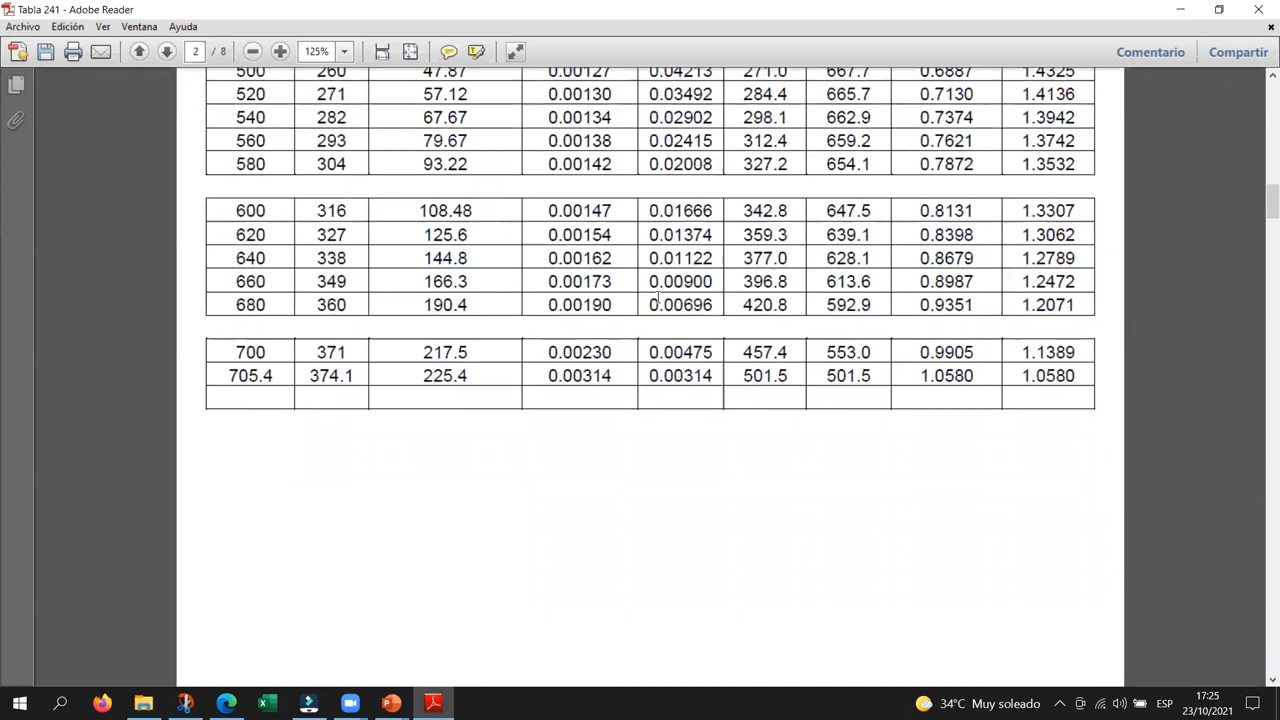 Tabla 241 - Adobe Reader
Archivo Edición Ver Ventana Ayuda
2 / 8 125% Comentario Compartir
500 260 47.87 0.00127 0.04213 271.0 667.7 0.6887 1.4325
520 271 57.12 0.00130 0.03492 284.4 665.7 0.7130 1.4136
540 282 67.67 0.00134 0.02902 298.1 662.9 0.7374 1.3942
560 293 79.67 0.00138 0.02415 312.4 659.2 0.7621 1.3742
580 304 93.22 0.00142 0.02008 327.2 654.1 0.7872 1.3532
600 316 108.48 0.00147 0.01666 342.8 647.5 0.8131 1.3307
620 327 125.6 0.00154 0.01374 359.3 639.1 0.8398 1.3062
640 338 144.8 0.00162 0.01122 377.0 628.1 0.8679 1.2789
660 349 166.3 0.00173 0.00900 396.8 613.6 0.8987 1.2472
680 360 190.4 0.00190 0.00696 420.8 592.9 0.9351 1.2071
700 371 217.5 0.00230 0.00475 457.4 553.0 0.9905 1.1389
705.4 374.1 225.4 0.00314 0.00314 501.5 501.5 1.0580 1.0580
34°C Muy soleado ESP 17:25
23/10/2021